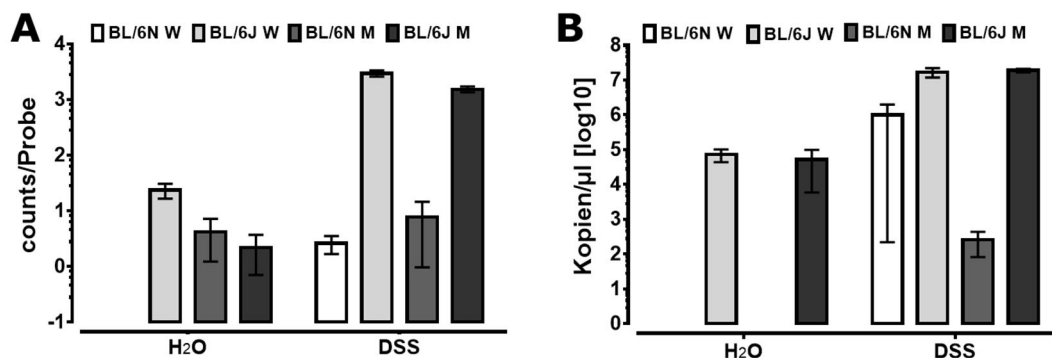 A
BL/6N W BL/6J W BL/6N M BL/6J M
counts/Probe
4
3
2
1
0
-1
H₂O DSS
B
BL/6N W BL/6J W BL/6N M BL/6J M
Kopien/µl [log10]
8
7
6
5
4
3
2
1
0
H₂O DSS